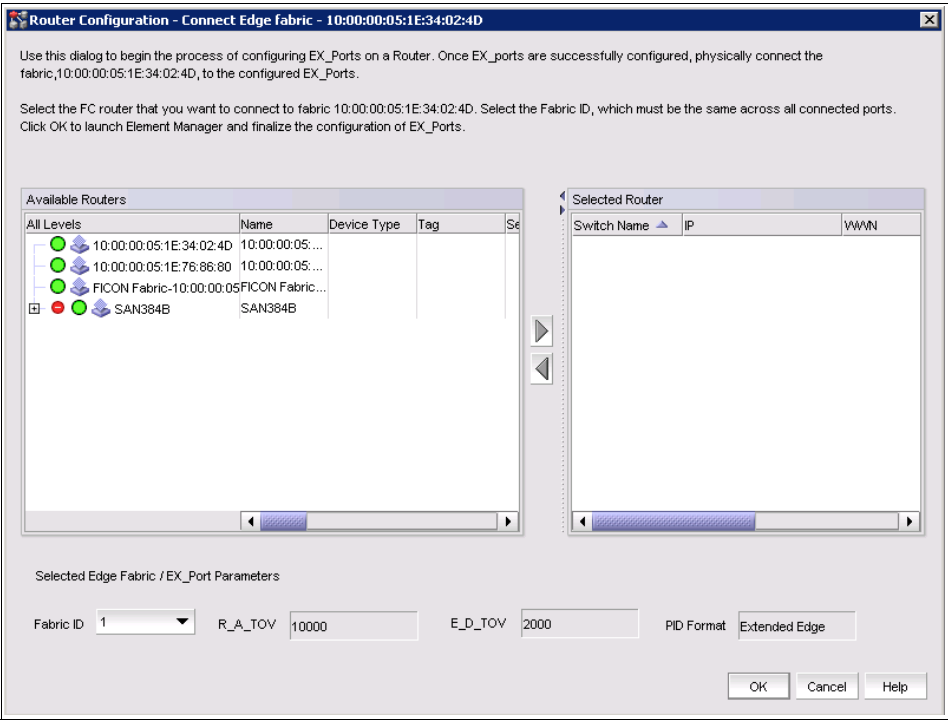 Router Configuration - Connect Edge fabric - 10:00:00:05:1E:34:02:4D
Use this dialog to begin the process of configuring EX_Ports on a Router. Once EX_ports are successfully configured, physically connect the
fabric,10:00:00:05:1E:34:02:4D, to the configured EX_Ports.
Select the FC router that you want to connect to fabric 10:00:00:05:1E:34:02:4D. Select the Fabric ID, which must be the same across all connected ports.
Click OK to launch Element Manager and finalize the configuration of EX_Ports.
Available Routers
Selected Router
All Levels Name Device Type Tag Se
Switch Name IP WWN
10:00:00:05:1E:34:02:4D 10:00:00:05:...
10:00:00:05:1E:76:86:80 10:00:00:05:...
FICON Fabric-10:00:00:05 FICON Fabric...
SAN384B SAN384B
Selected Edge Fabric / EX_Port Parameters
Fabric ID 1 R_A_TOV 10000 E_D_TOV 2000 PID Format Extended Edge
OK Cancel Help